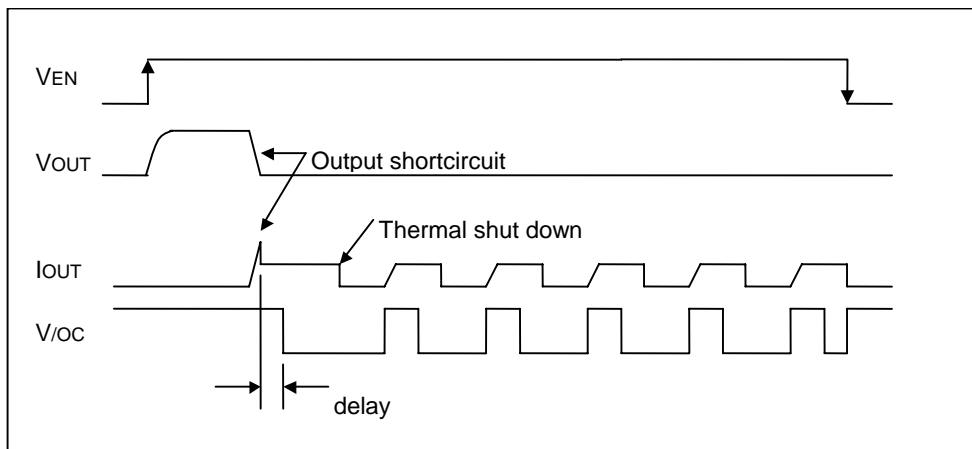 VEN
VOUT
Output shortcircuit
Thermal shut down
IOUT
V/OC
delay